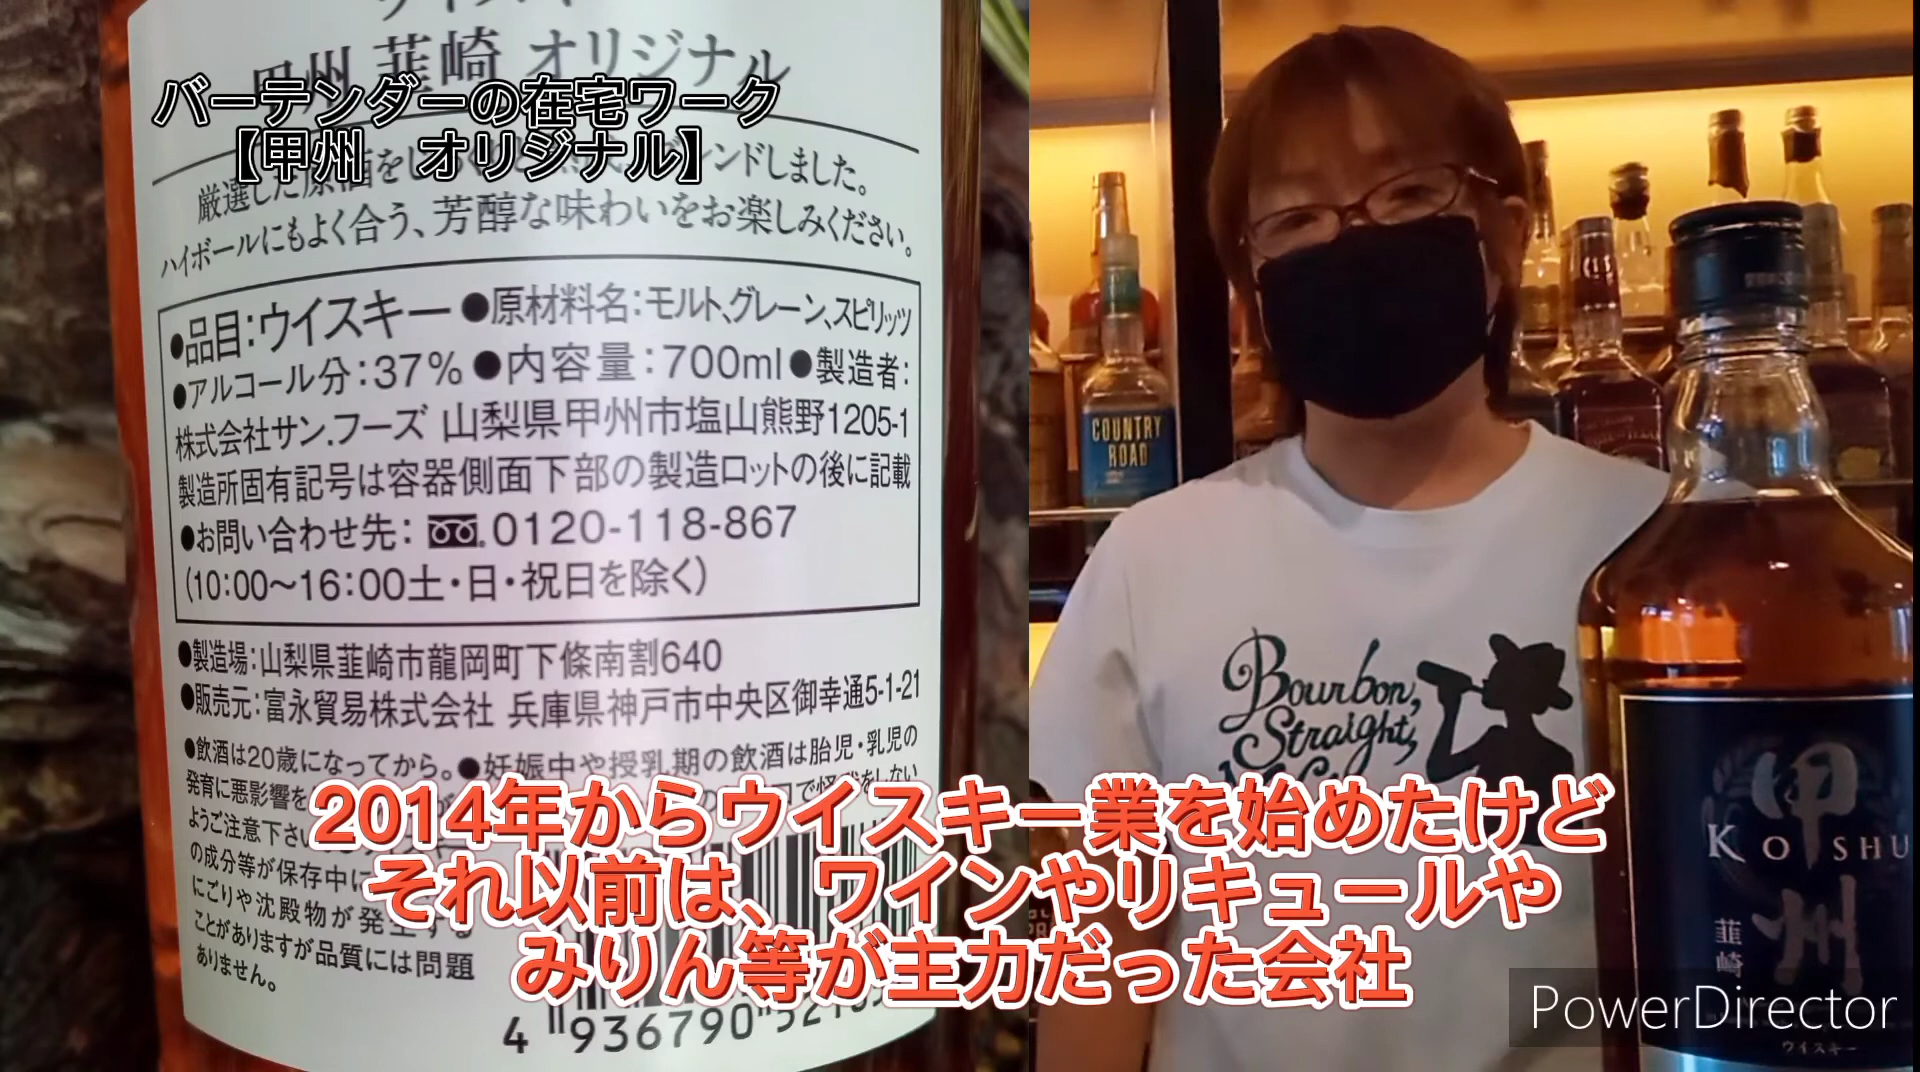 甲州 韮崎 オリジナル
バーテンダーの在宅ワーク
【甲州 オリジナル】
ブレンドしました。
ハイボールにもよく合う、芳醇な味わいをお楽しみください。
●品目:ウイスキー ●原材料名:モルト、グレーン、スピリッツ
●アルコール分:37% ●内容量:700ml ●製造者:
株式会社サン.フーズ 山梨県甲州市塩山熊野1205-1
製造所固有記号は容器側面下部の製造ロットの後に記載
●お問い合わせ先: 0120-118-867
(10:00〜16:00土・日・祝日を除く)
●製造場:山梨県韮崎市龍岡町下條南割640
●販売元:富永貿易株式会社 兵庫県神戸市中央区御幸通5-1-21
●飲酒は20歳になってから。●妊娠中や授乳期の飲酒は胎児・乳児の
発育に悪影響を
ようご注意下さい
の成分等が保存中に
にごりや沈殿物が発生する
ことがありますが品質には問題
ありません。
4 936790
2014年からウイスキー業を始めたけど
それ以前は、ワインやリキュールや
みりん等が主力だった会社
COUNTRY
ROAD
Bourbon,
Straight,
甲州
KOSHU
韮崎
ウイスキー
PowerDirector